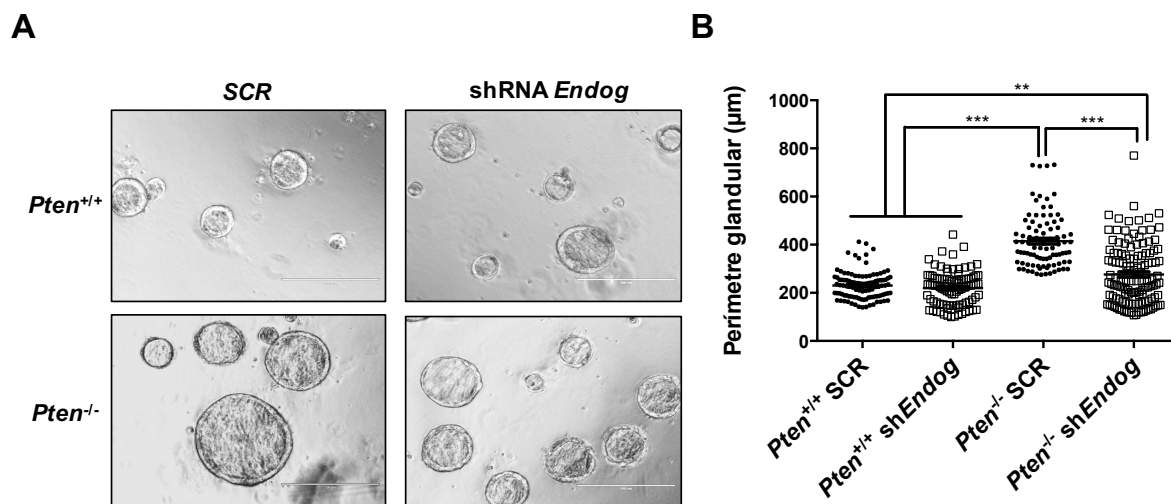 A
SCR
shRNA Endog
Pten+/+
Pten-/-
B
Perímetre glandular (μm)
1000
800
600
400
200
0
**
***
***
Pten+/+ SCR
Pten+/+ shEndog
Pten-/- SCR
Pten-/- shEndog